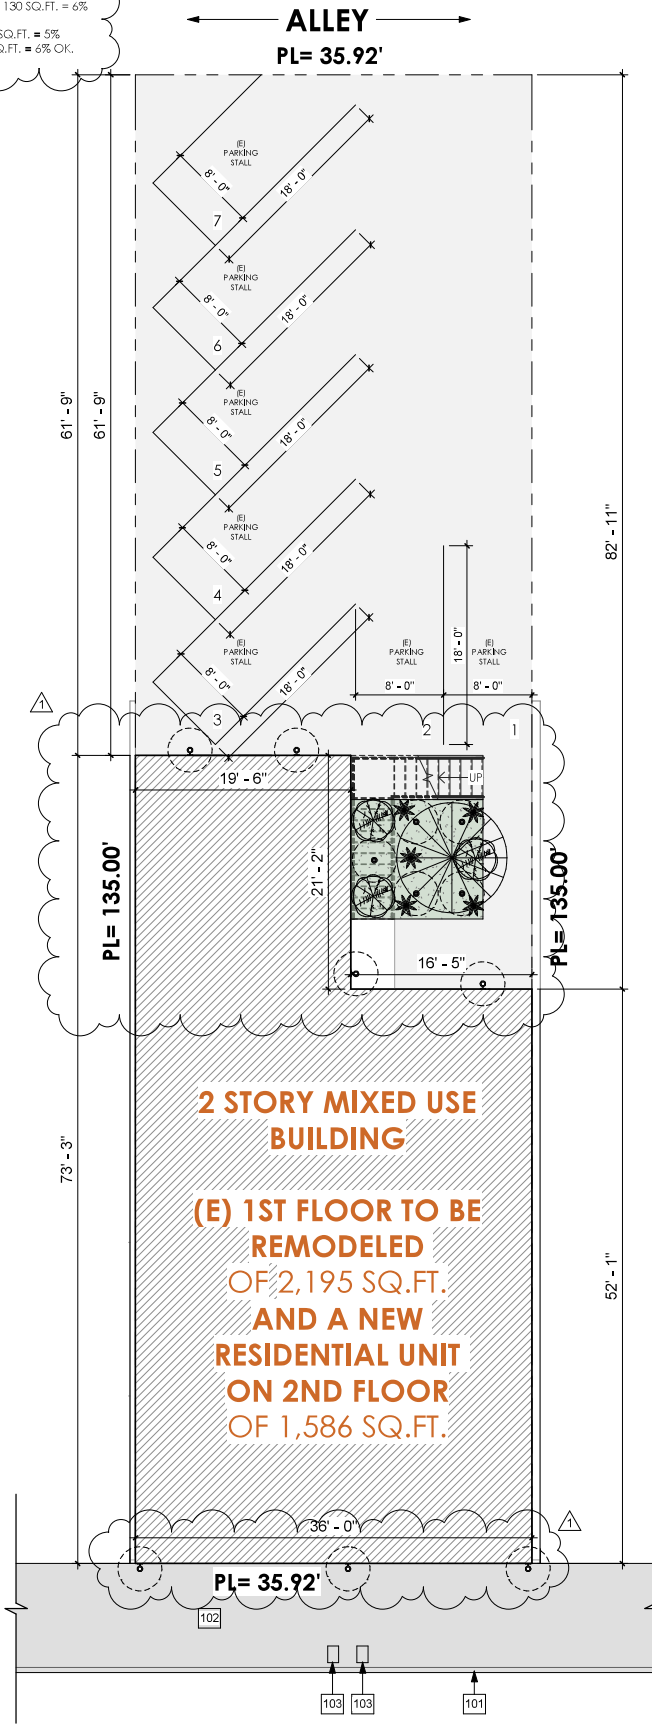 130 SQ.FT. = 6%
SQ.FT. = 5%
Q.FT. = 6% OK.
ALLEY
PL= 35.92'
(E)
PARKING
STALL
8' - 0"
18' - 0"
7
(E)
PARKING
STALL
8' - 0"
18' - 0"
6
(E)
PARKING
STALL
8' - 0"
18' - 0"
5
(E)
PARKING
STALL
8' - 0"
18' - 0"
4
(E)
PARKING
STALL
8' - 0"
18' - 0"
3
61' - 9"
61' - 9"
82' - 11"
(E)
PARKING
STALL
18' - 0"
(E)
PARKING
STALL
8' - 0"
8' - 0"
2
1
1
19' - 6"
UP
21' - 2"
PL= 135.00'
PL= 135.00'
16' - 5"
73' - 3"
52' - 1"
2 STORY MIXED USE
BUILDING
(E) 1ST FLOOR TO BE
REMODELED
OF 2,195 SQ.FT.
AND A NEW
RESIDENTIAL UNIT
ON 2ND FLOOR
OF 1,586 SQ.FT.
36' - 0"
1
PL= 35.92'
102
103
103
101